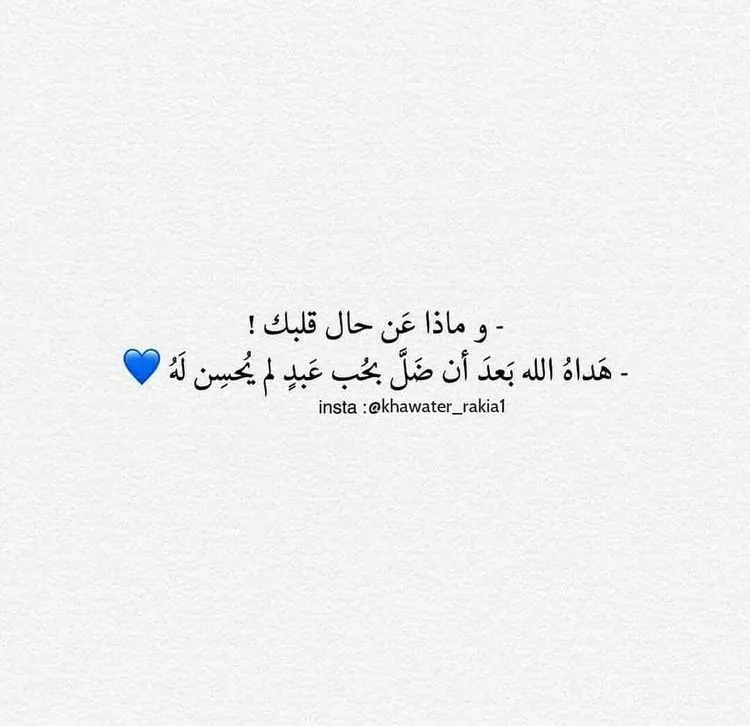 - و ماذا عَن حال قلبك !
- هَداهُ الله بَعدَ أن ضَلَّ بحُب عَبدٍ لم يُحسِن لَهُ 💙
insta :@khawater_rakia1